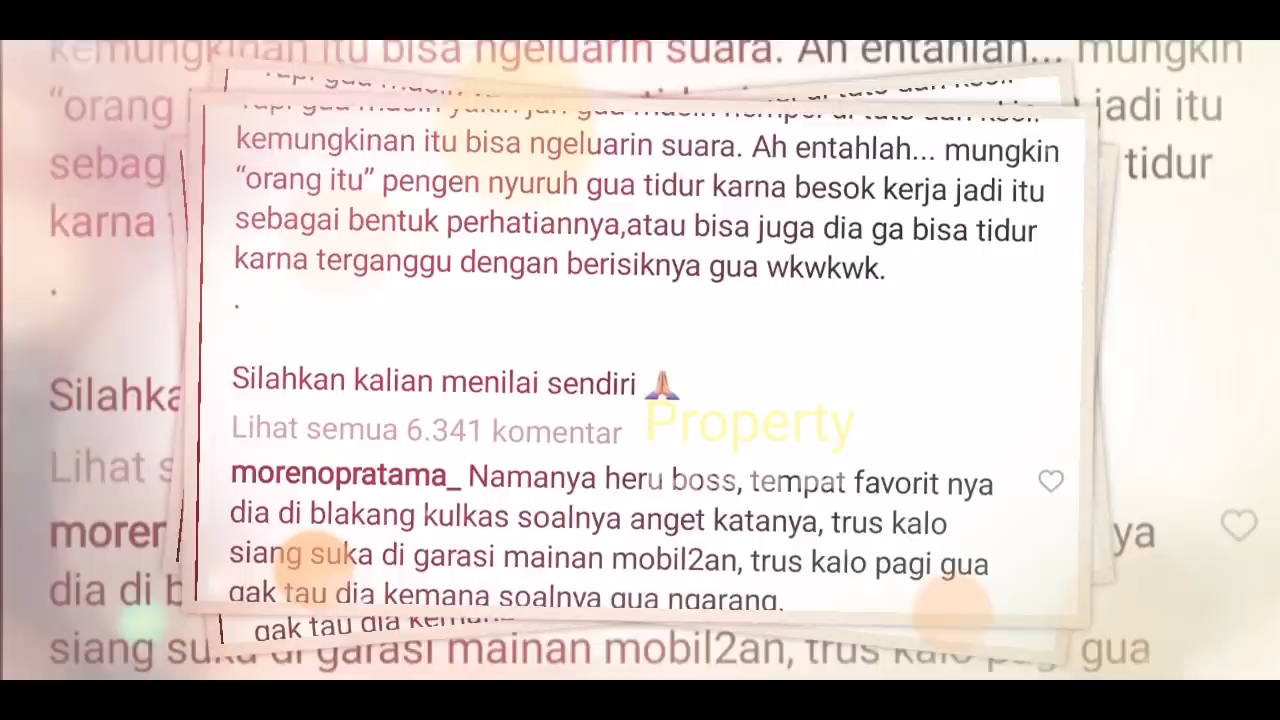 kemungkinan itu bisa ngeluarin suara. Ah entahlah... mungkin
“orang itu” pengen nyuruh gua tidur karna besok kerja jadi itu
sebagai bentuk perhatiannya,atau bisa juga dia ga bisa tidur
karna terganggu dengan berisiknya gua wkwkwk.
.
Silahkan kalian menilai sendiri 🙏
Lihat semua 6.341 komentar
Property
morenopratama_ Namanya heru boss, tempat favorit nya
dia di blakang kulkas soalnya anget katanya, trus kalo
siang suka di garasi mainan mobil2an, trus kalo pagi gua
gak tau dia kemana soalnya gua ngarang.